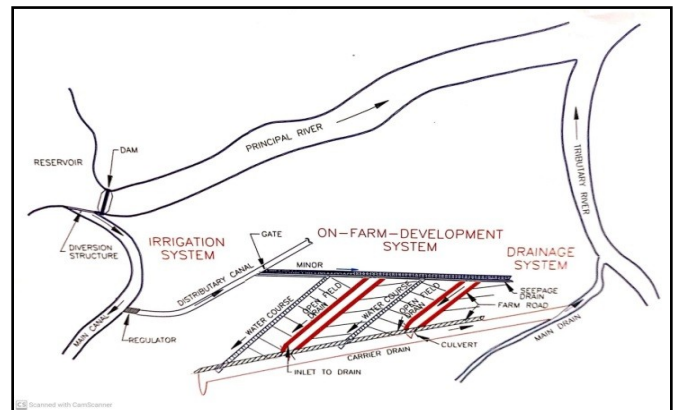 PRINCIPAL RIVER
DAM
RESERVOIR
TRIBUTARY RIVER
DIVERSION
STRUCTURE
IRRIGATION
SYSTEM
GATE
ON-FARM-DEVELOPMENT
SYSTEM
DRAINAGE
SYSTEM
MINOR
DISTRIBUTARY CANAL
MAIN CANAL
REGULATOR
WATER COURSE
OPEN FIELD
DRAIN
WATER COURSE
OPEN FIELD
DRAIN
SEEPAGE
DRAIN
FARM ROAD
MAIN DRAIN
CULVERT
CARRIER DRAIN
INLET TO DRAIN
CS Scanned with CamScanner